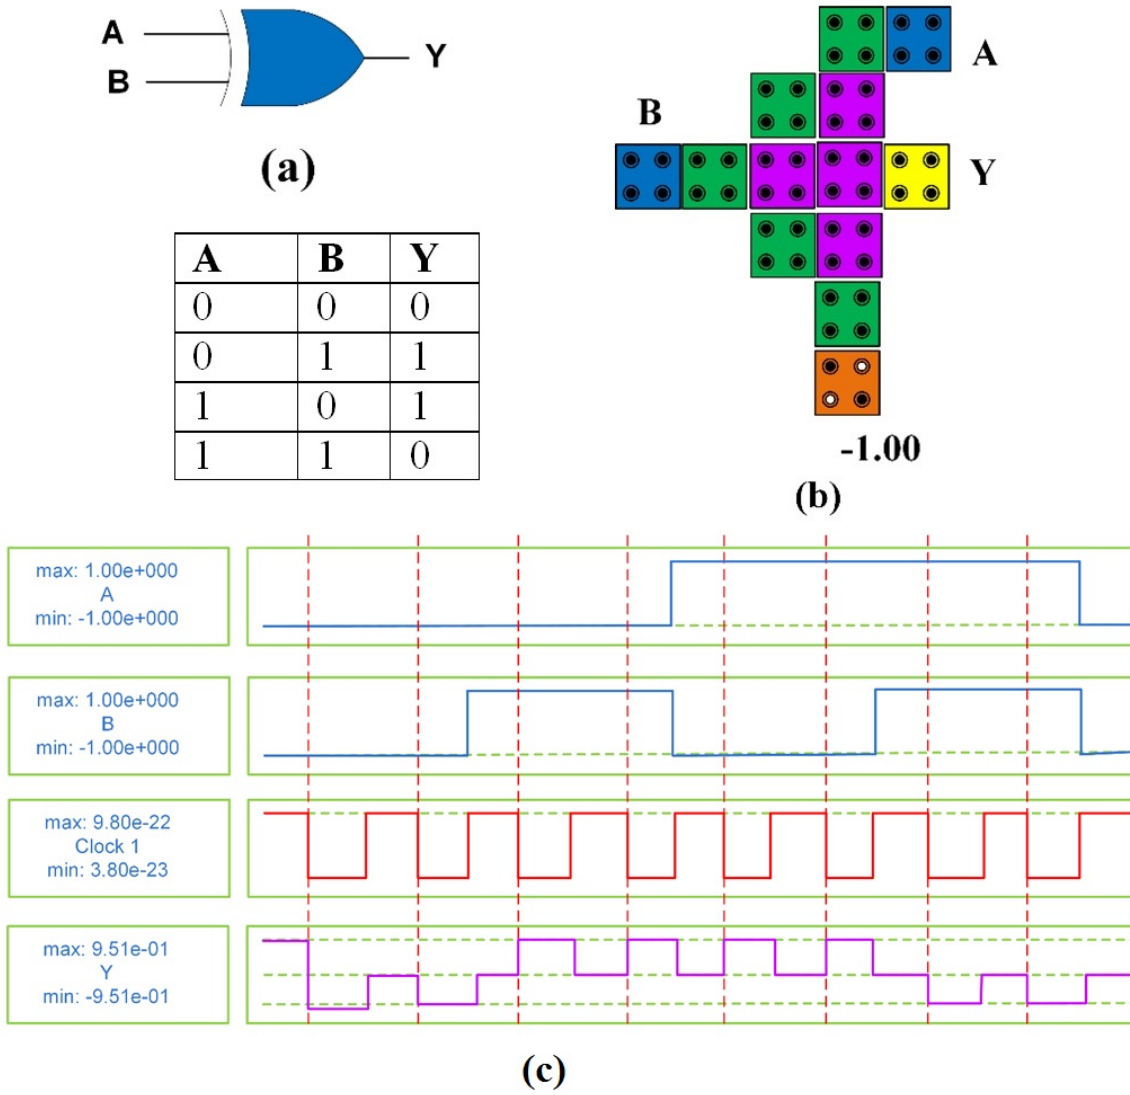 A
B
Y
(a)
A B Y
0 0 0
0 1 1
1 0 1
1 1 0
A
B
Y
-1.00
(b)
max: 1.00e+000
A
min: -1.00e+000
max: 1.00e+000
B
min: -1.00e+000
max: 9.80e-22
Clock 1
min: 3.80e-23
max: 9.51e-01
Y
min: -9.51e-01
(c)